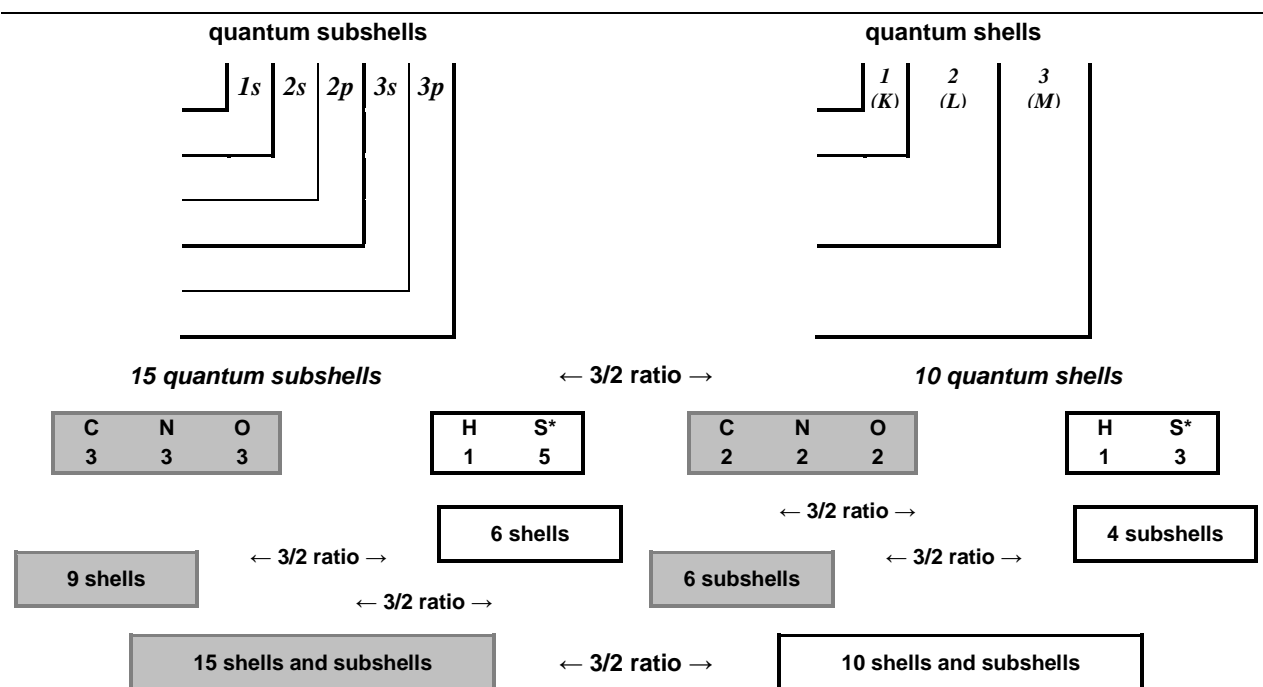 quantum subshells quantum shells
1s 2s 2p 3s 3p 1 2 3
(K) (L) (M)
15 quantum subshells ← 3/2 ratio → 10 quantum shells
C N O H S* C N O H S*
3 3 3 1 5 2 2 2 1 3
← 3/2 ratio →
6 shells 4 subshells
← 3/2 ratio → ← 3/2 ratio →
9 shells 6 subshells
← 3/2 ratio →
15 shells and subshells ← 3/2 ratio → 10 shells and subshells